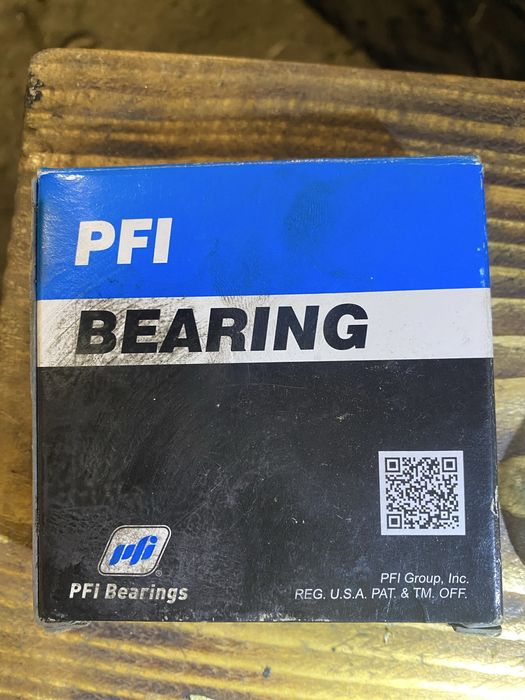 PFI
BEARING
pfi
®
PFI Bearings
PFI Group, Inc.
REG. U.S.A. PAT. & TM. OFF.